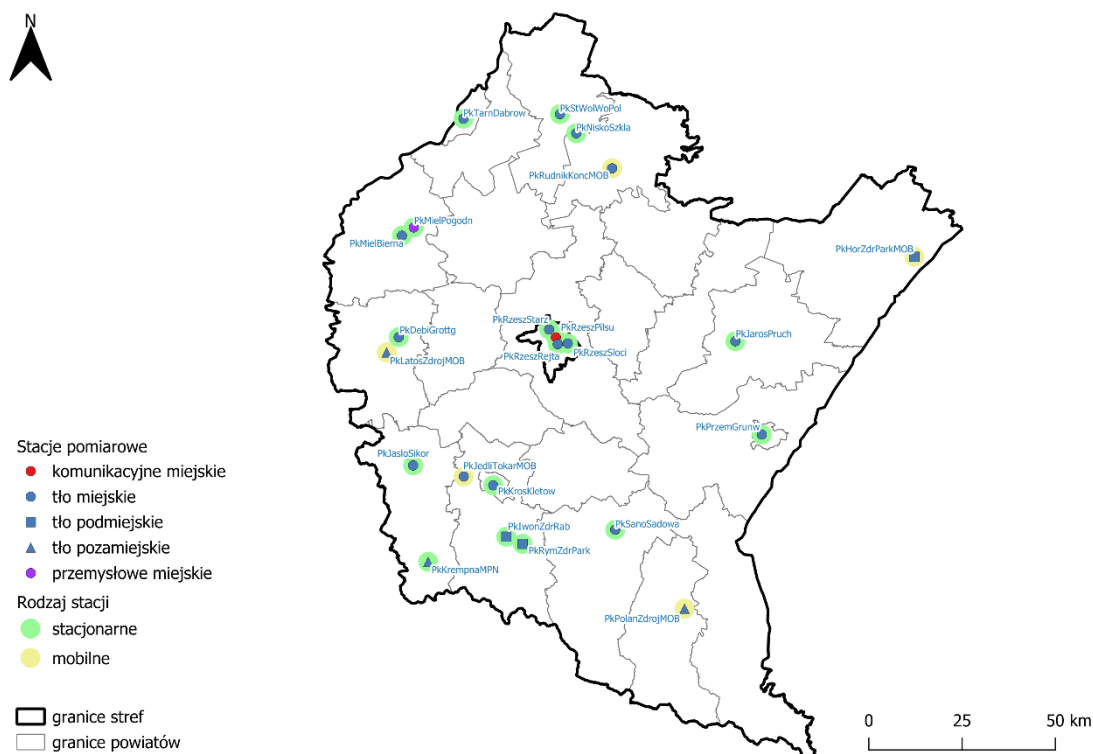 N
PkTarnDabrow
PkStWolWoPol
PkNiskoSzkla
PkRudnikKoncMOB
PkMielPogodn
PkMielBierna
PkHorZdrParkMOB
PkRzeszStarz
PkRzeszPilsu
PkDebiGrottg
PkJarosPruch
PkLatosZdrojMOB
PkRzeszRejta
PkRzeszSloci
PkPrzemGrunw
Stacje pomiarowe
komunikacyjne miejskie
tło miejskie
tło podmiejskie
tło pozamiejskie
przemysłowe miejskie
Rodzaj stacji
stacjonarne
mobilne
granice stref
granice powiatów
PkJasloSikor
PkJedliTokarMOB
PkKrosKletow
PkIwonZdrRab
PkSanoSadowa
PkRymZdrPark
PkKrempnaMPN
PkPolanZdrojMOB
0 25 50 km